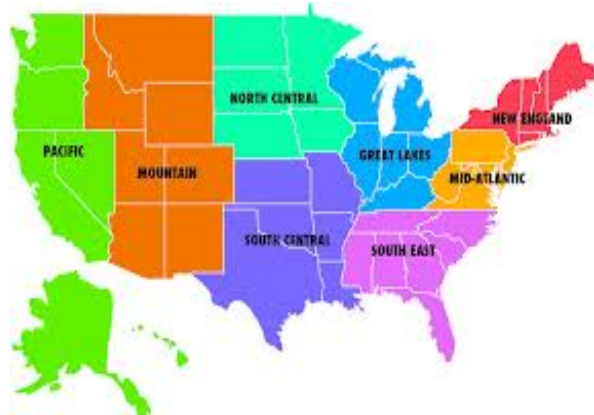 NORTH CENTRAL
NEW ENGLAND
PACIFIC
MOUNTAIN
GREAT LAKES
MID-ATLANTIC
SOUTH CENTRAL
SOUTH EAST